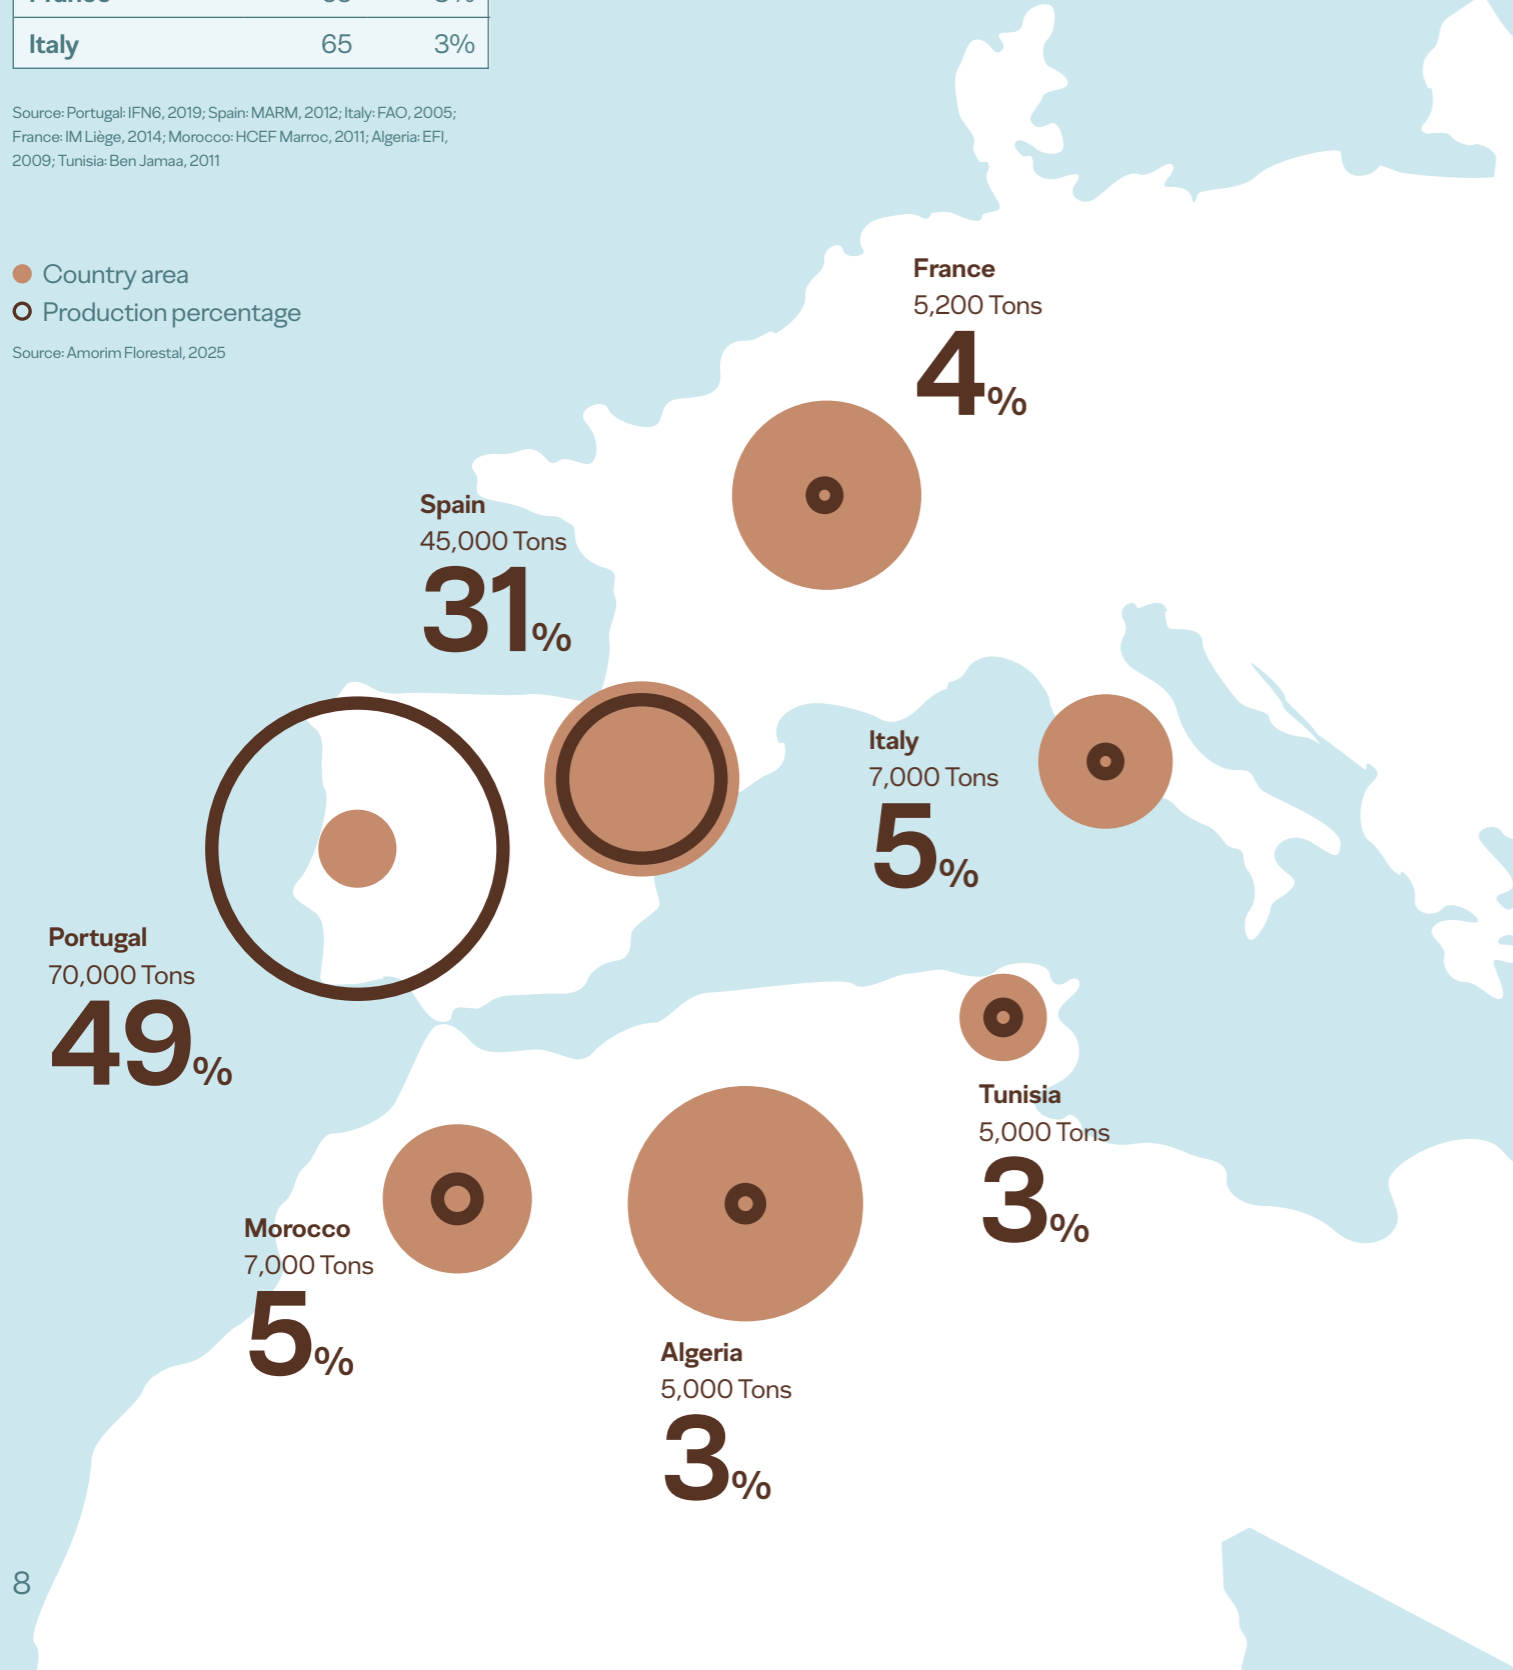 Italy 65 3%
Source: Portugal: IFN6, 2019; Spain: MARM, 2012; Italy: FAO, 2005;
France: IM Liège, 2014; Morocco: HCEF Marroc, 2011; Algeria: EFI,
2009; Tunisia: Ben Jamaa, 2011
Country area
Production percentage
Source: Amorim Florestal, 2025
France
5,200 Tons
4%
Spain
45,000 Tons
31%
Italy
7,000 Tons
5%
Portugal
70,000 Tons
49%
Tunisia
5,000 Tons
3%
Morocco
7,000 Tons
5%
Algeria
5,000 Tons
3%
8